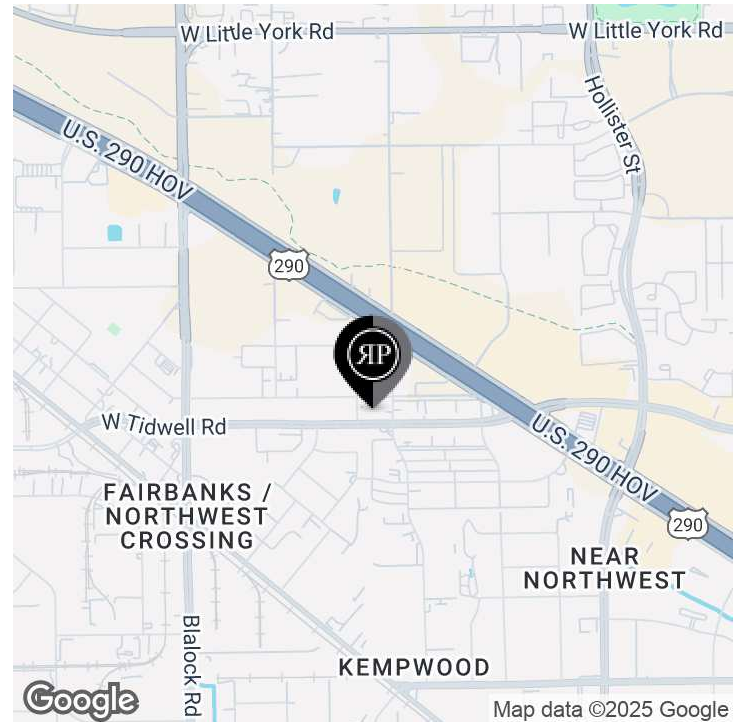 W Little York Rd
W Little York Rd
Hollister St
U.S. 290 HOV
290
ЯP
W Tidwell Rd
U.S. 290 HOV
FAIRBANKS /
NORTHWEST
CROSSING
290
NEAR
NORTHWEST
Blalock Rd
KEMPWOOD
Google
Map data ©2025 Google